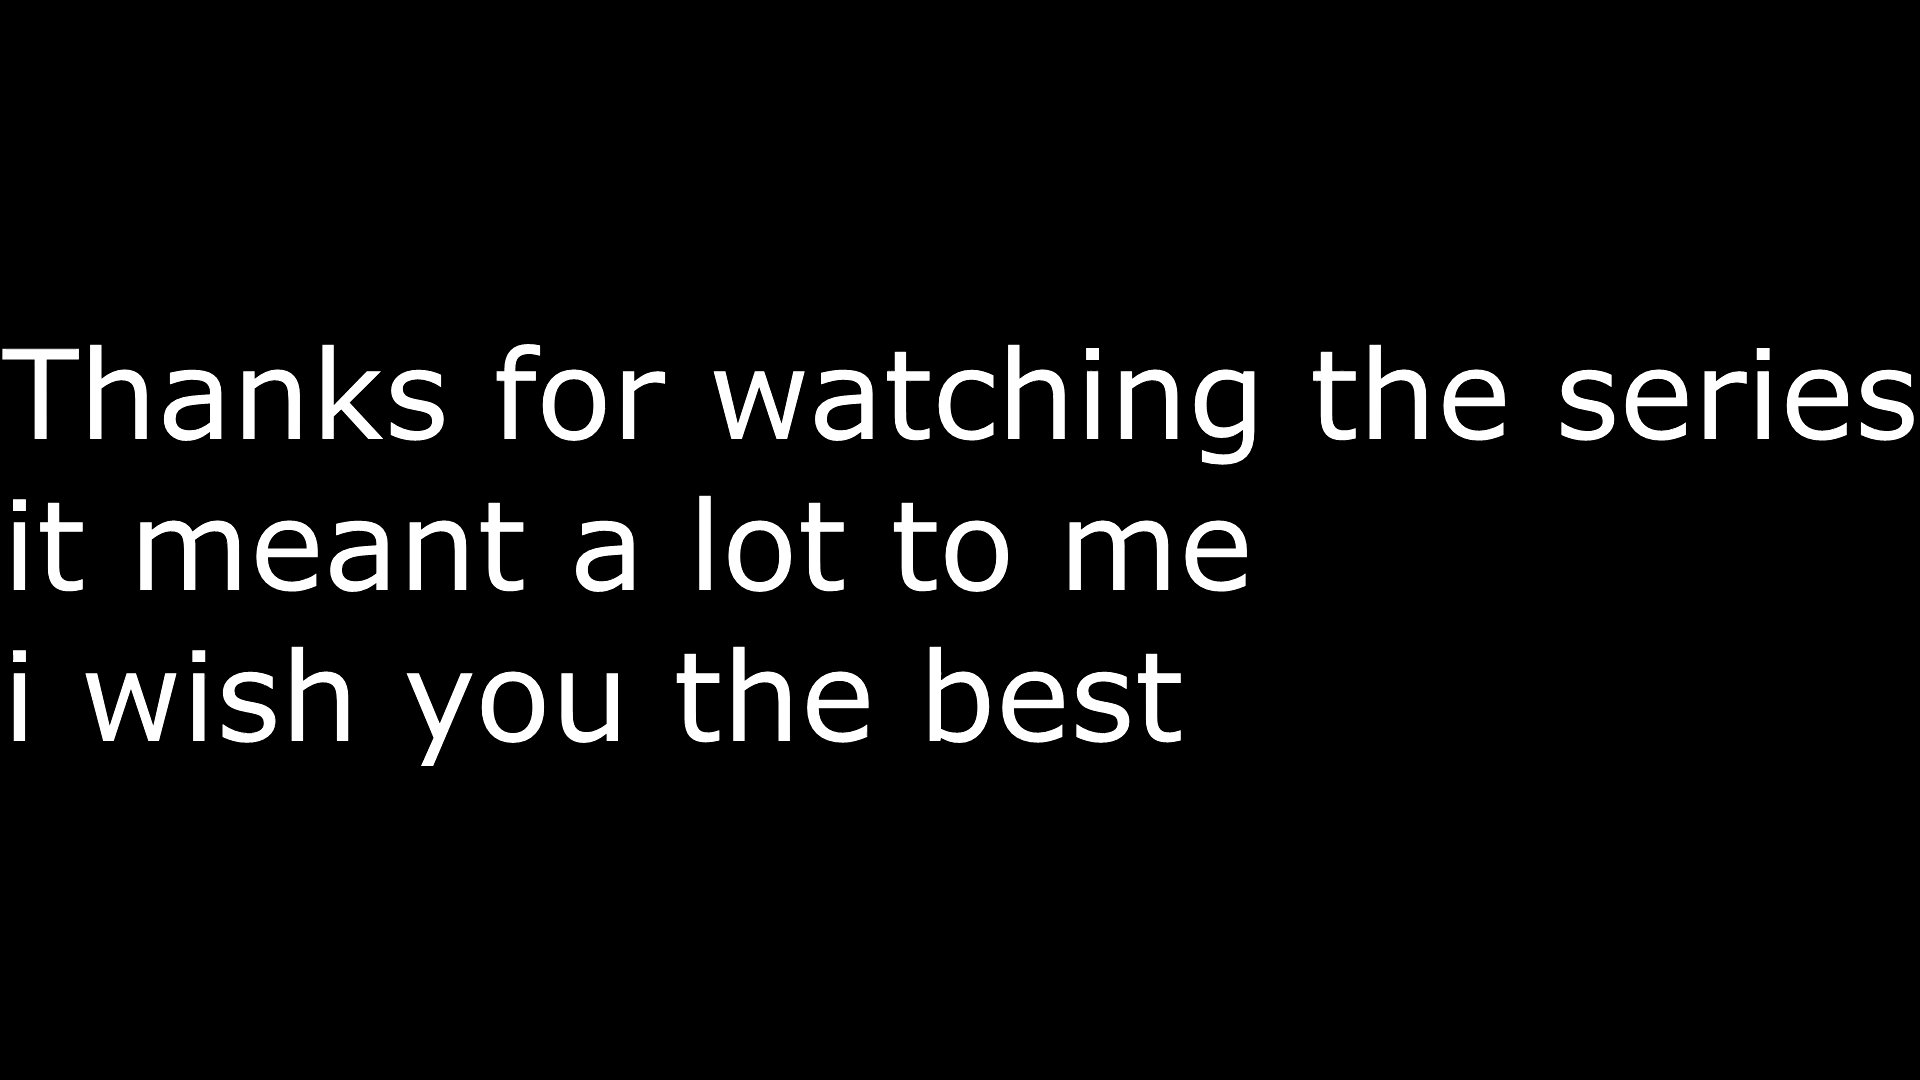 Thanks for watching the series
it meant a lot to me
i wish you the best